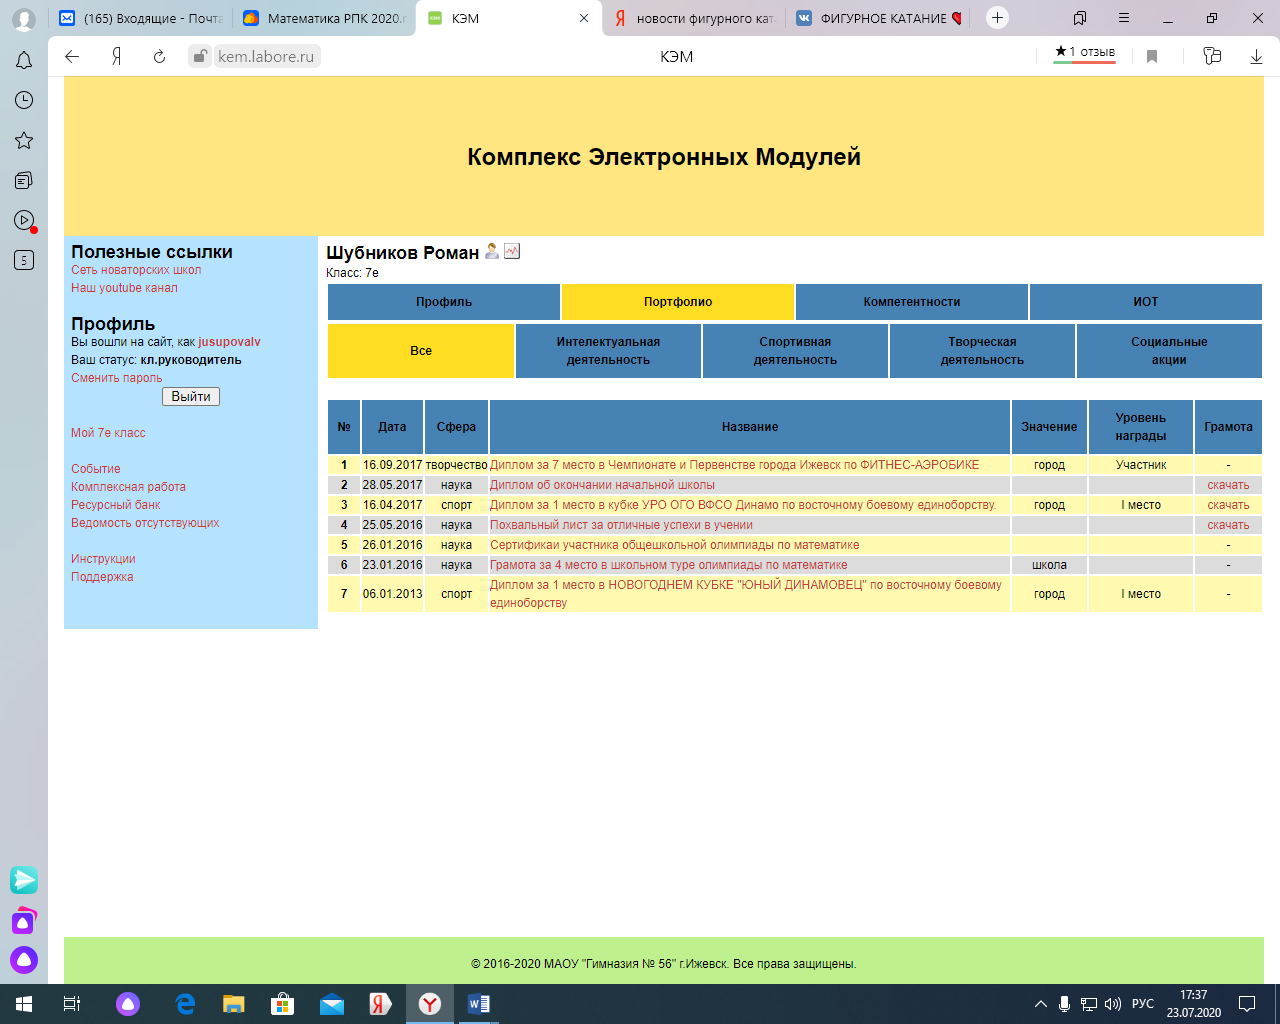 (165) Входящие - Почта
Математика РПК 2020.r
КЭМ
новости фигурного кат
ФИГУРНОЕ КАТАНИЕ
kem.labore.ru
КЭМ
★1 отзыв
5
Комплекс Электронных Модулей
Полезные ссылки
Сеть новаторских школ
Наш youtube канал
Профиль
Вы вошли на сайт, как jusupovalv
Ваш статус: кл.руководитель
Сменить пароль
Выйти
Мой 7е класс
Событие
Комплексная работа
Ресурсный банк
Ведомость отсутствующих
Инструкции
Поддержка
Шубников Роман
Класс: 7е
Профиль Портфолио Компетентности ИОТ
Все Интелектуальная деятельность Спортивная деятельность Творческая деятельность Социальные акции
№ Дата Сфера Название Значение Уровень награды Грамота
1 16.09.2017 творчество Диплом за 7 место в Чемпионате и Первенстве города Ижевск по ФИТНЕС-АЭРОБИКЕ город Участник -
2 28.05.2017 наука Диплом об окончании начальной школы скачать
3 16.04.2017 спорт Диплом за 1 место в кубке УРО ОГО ВФСО Динамо по восточному боевому единоборству. город I место скачать
4 25.05.2016 наука Похвальный лист за отличные успехи в учении скачать
5 26.01.2016 наука Сертификаи участника общешкольной олимпиады по математике -
6 23.01.2016 наука Грамота за 4 место в школьном туре олимпиады по математике школа -
7 06.01.2013 спорт Диплом за 1 место в НОВОГОДНЕМ КУБКЕ "ЮНЫЙ ДИНАМОВЕЦ" по восточному боевому единоборству город I место -
© 2016-2020 МАОУ "Гимназия № 56" г.Ижевск. Все права защищены.
РУС
17:37
23.07.2020